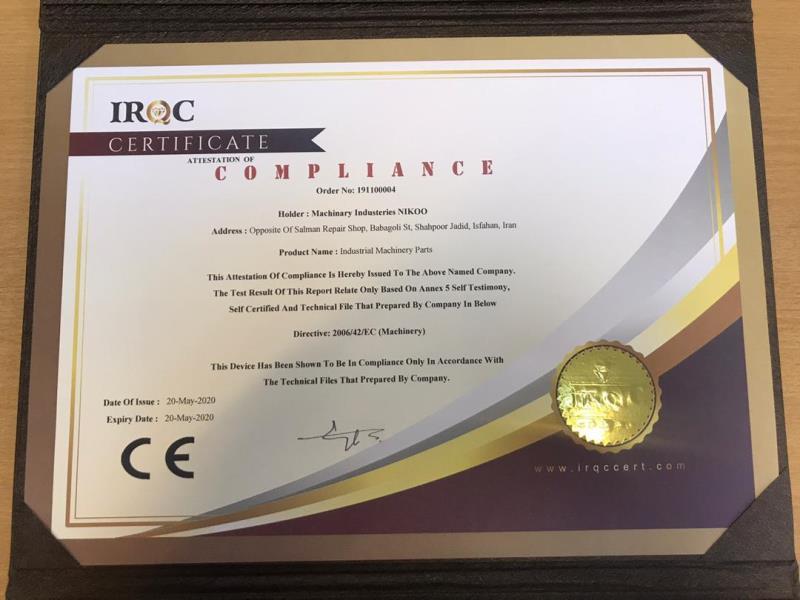 IRQC
CERTIFICATE
ATTESTATION OF
COMPLIANCE
Order No: 191100004
Holder : Machinary Industeries NIKOO
Address : Opposite Of Salman Repair Shop, Babagoli St, Shahpoor Jadid, Isfahan, Iran
Product Name : Industrial Machinery Parts
This Attestation Of Compliance Is Hereby Issued To The Above Named Company.
The Test Result Of This Report Relate Only Based On Annex 5 Self Testimony,
Self Certified And Technical File That Prepared By Company In Below
Directive: 2006/42/EC (Machinery)
This Device Has Been Shown To Be In Compliance Only In Accordance With
The Technical Files That Prepared By Company.
Date Of Issue : 20-May-2020
Expiry Date : 20-May-2020
CE
IRQC
www.irqccert.com